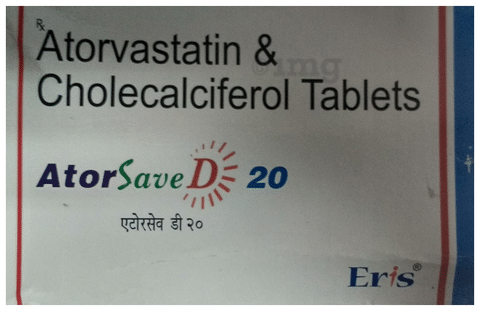 Rx
Atorvastatin &
Cholecalciferol Tablets
AtorSave D 20
एटोरसेव डी २०
Eris®